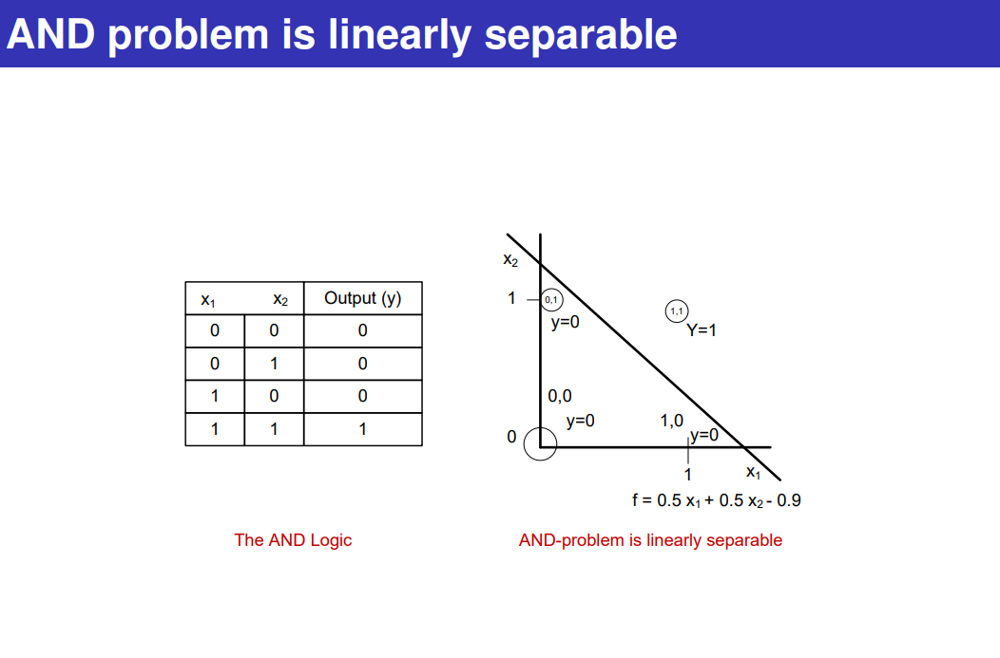 AND problem is linearly separable
x1 x2 Output (y)
0 0 0
0 1 0
1 0 0
1 1 1
The AND Logic
x2
1
0,1
y=0
1,1
Y=1
0,0
y=0
1,0
y=0
0
1
x1
f = 0.5 x1 + 0.5 x2 - 0.9
AND-problem is linearly separable